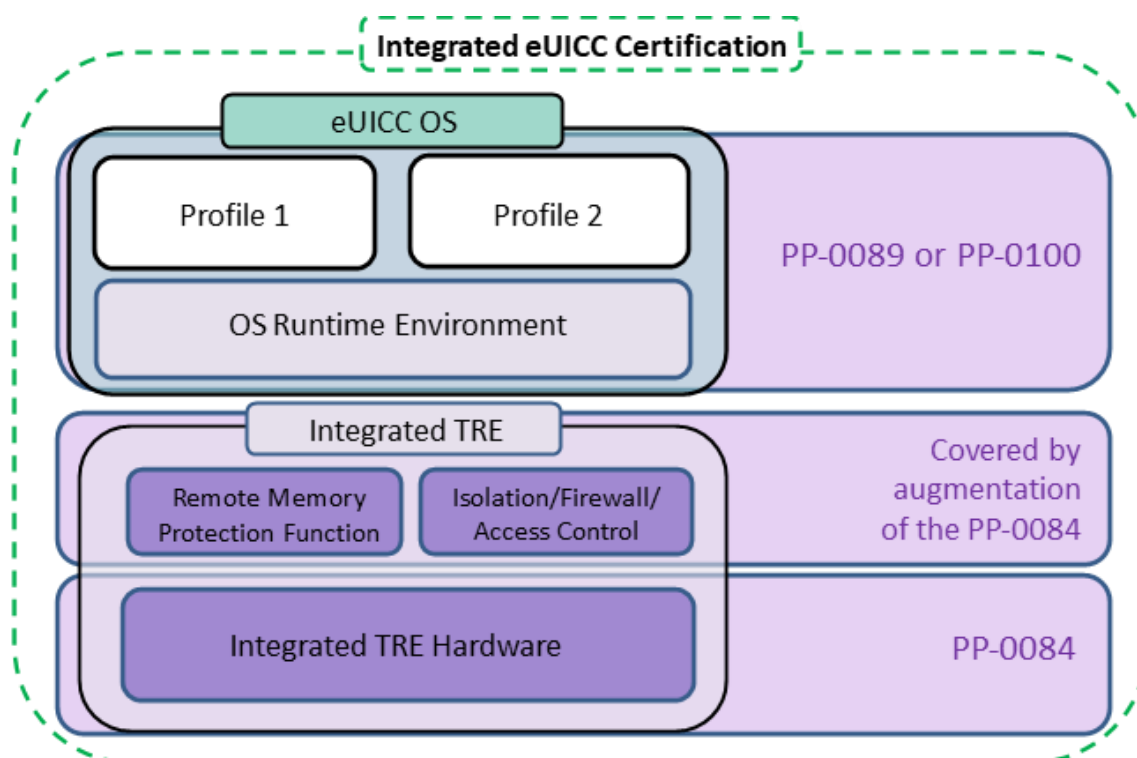 Integrated eUICC Certification
eUICC OS
Profile 1
Profile 2
PP-0089 or PP-0100
OS Runtime Environment
Integrated TRE
Remote Memory
Protection Function
Isolation/Firewall/
Access Control
Covered by
augmentation
of the PP-0084
Integrated TRE Hardware
PP-0084